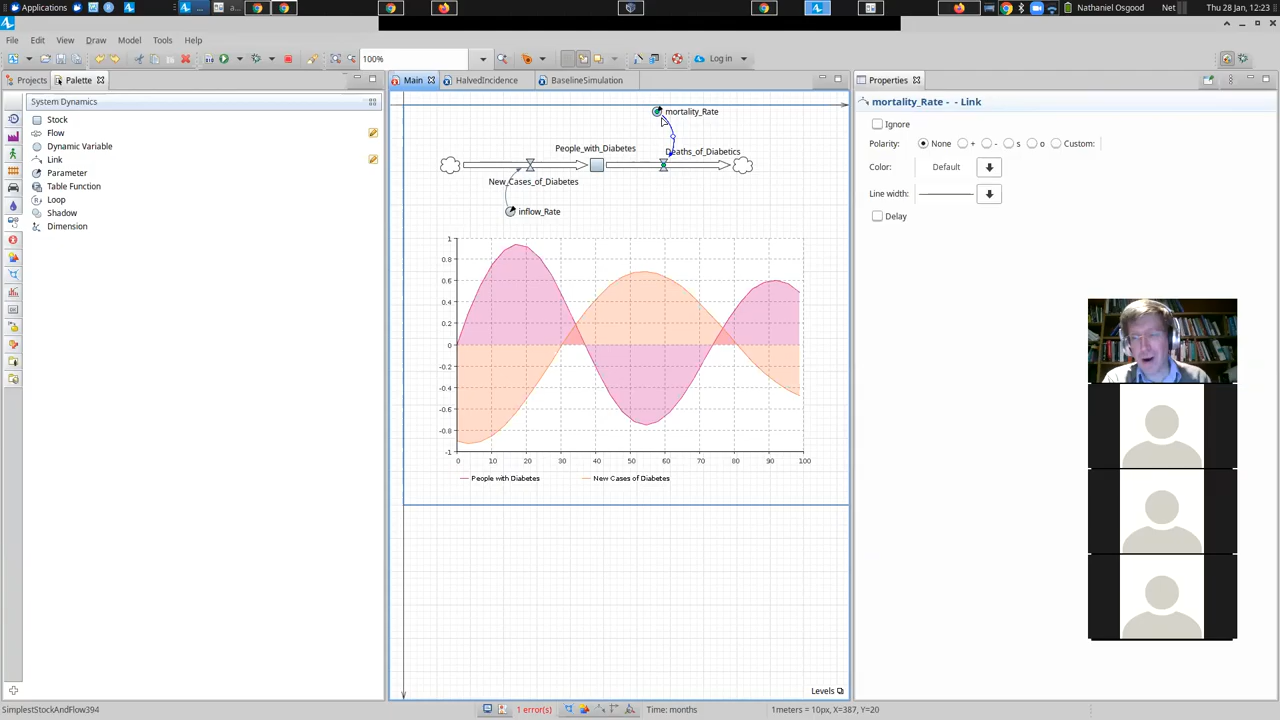 Applications
...
a...
Nathaniel Osgood
Net
Thu 28 Jan, 12:23
File Edit View Draw Model Tools Help
100%
Log in
Projects
Palette
Main
HalvedIncidence
BaselineSimulation
Properties
System Dynamics
Stock
Flow
Dynamic Variable
Link
Parameter
Table Function
Loop
Shadow
Dimension
mortality_Rate
People_with_Diabetes
Deaths_of_Diabetics
New_Cases_of_Diabetes
inflow_Rate
1
0.8
0.6
0.4
0.2
0
-0.2
-0.4
-0.6
-0.8
-1
0 10 20 30 40 50 60 70 80 90 100
People with Diabetes
New Cases of Diabetes
Levels
mortality_Rate - - Link
Ignore
Polarity: None + - s o Custom:
Color: Default
Line width:
Delay
SimplestStockAndFlow394
1 error(s)
Time: months
1meters = 10px, X=387, Y=20